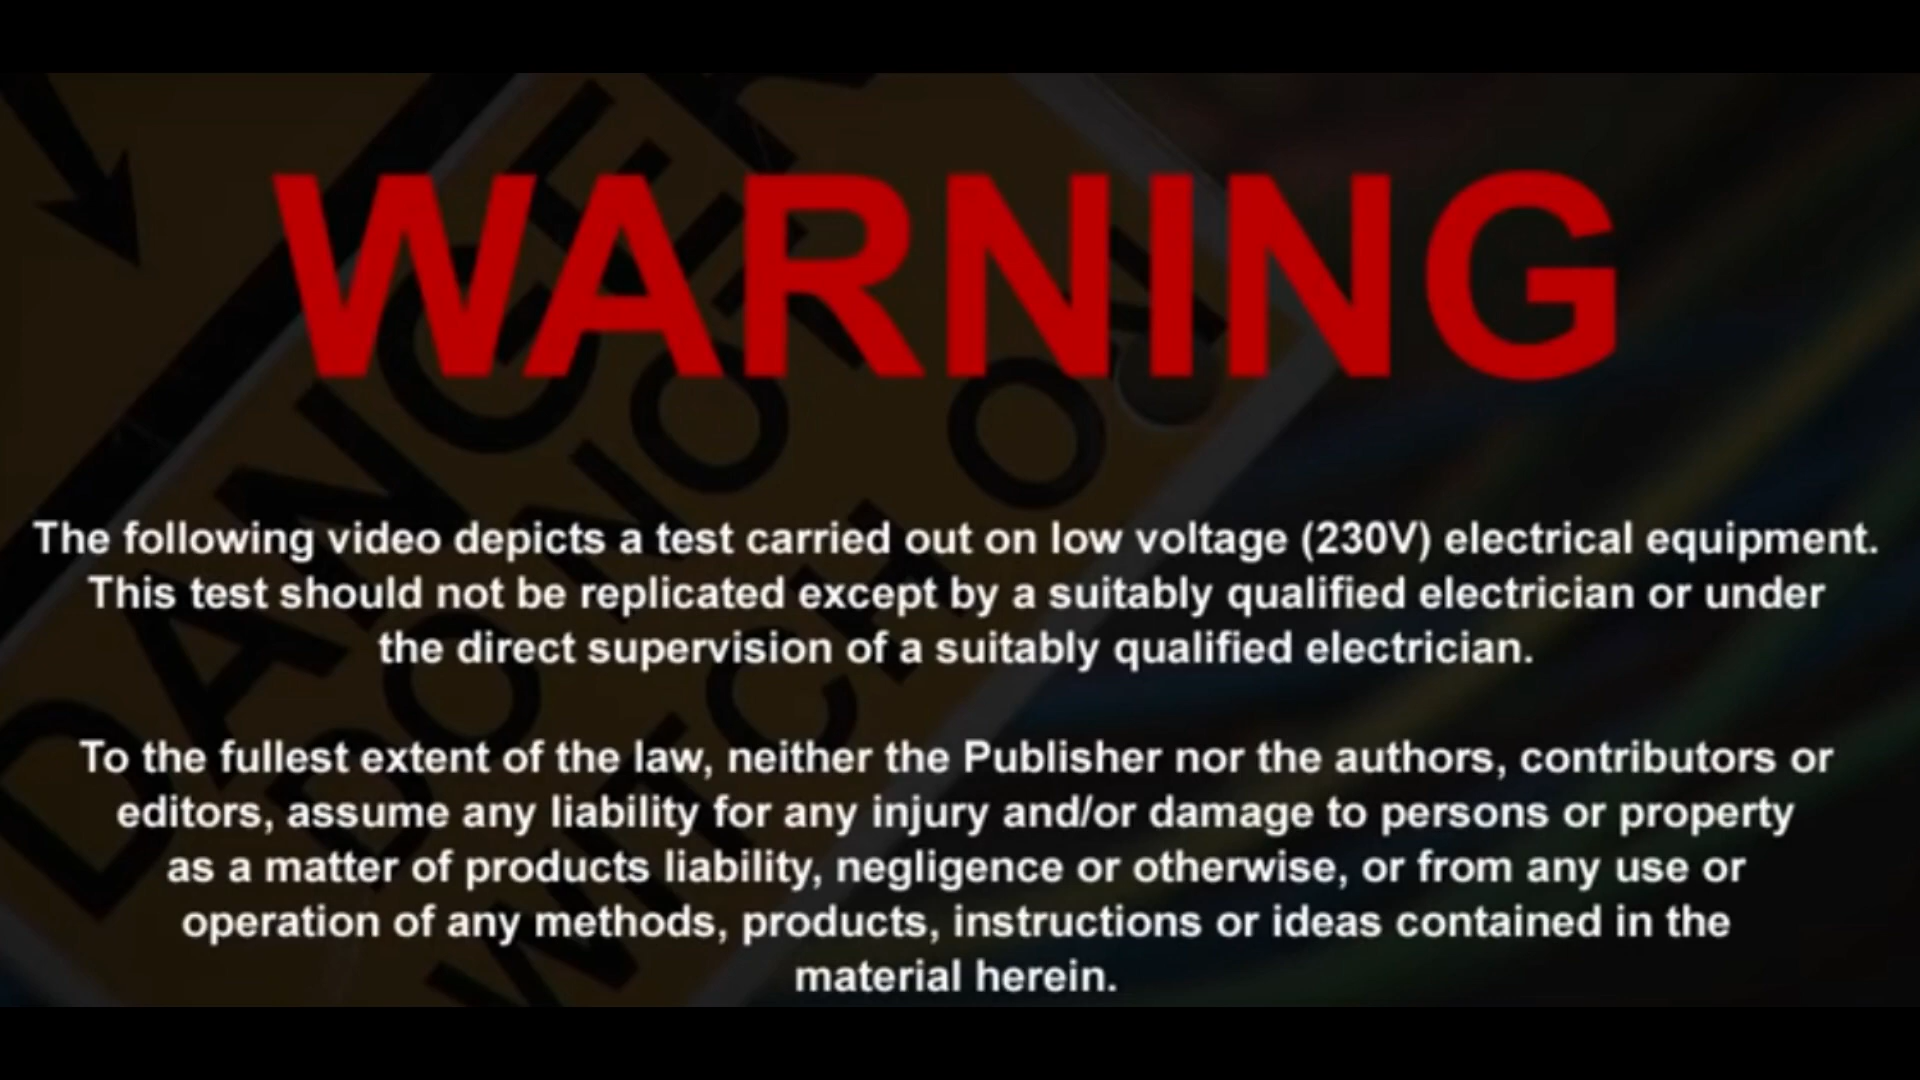 WARNING
The following video depicts a test carried out on low voltage (230V) electrical equipment.
This test should not be replicated except by a suitably qualified electrician or under
the direct supervision of a suitably qualified electrician.
To the fullest extent of the law, neither the Publisher nor the authors, contributors or
editors, assume any liability for any injury and/or damage to persons or property
as a matter of products liability, negligence or otherwise, or from any use or
operation of any methods, products, instructions or ideas contained in the
material herein.
DANGER
DO NOT